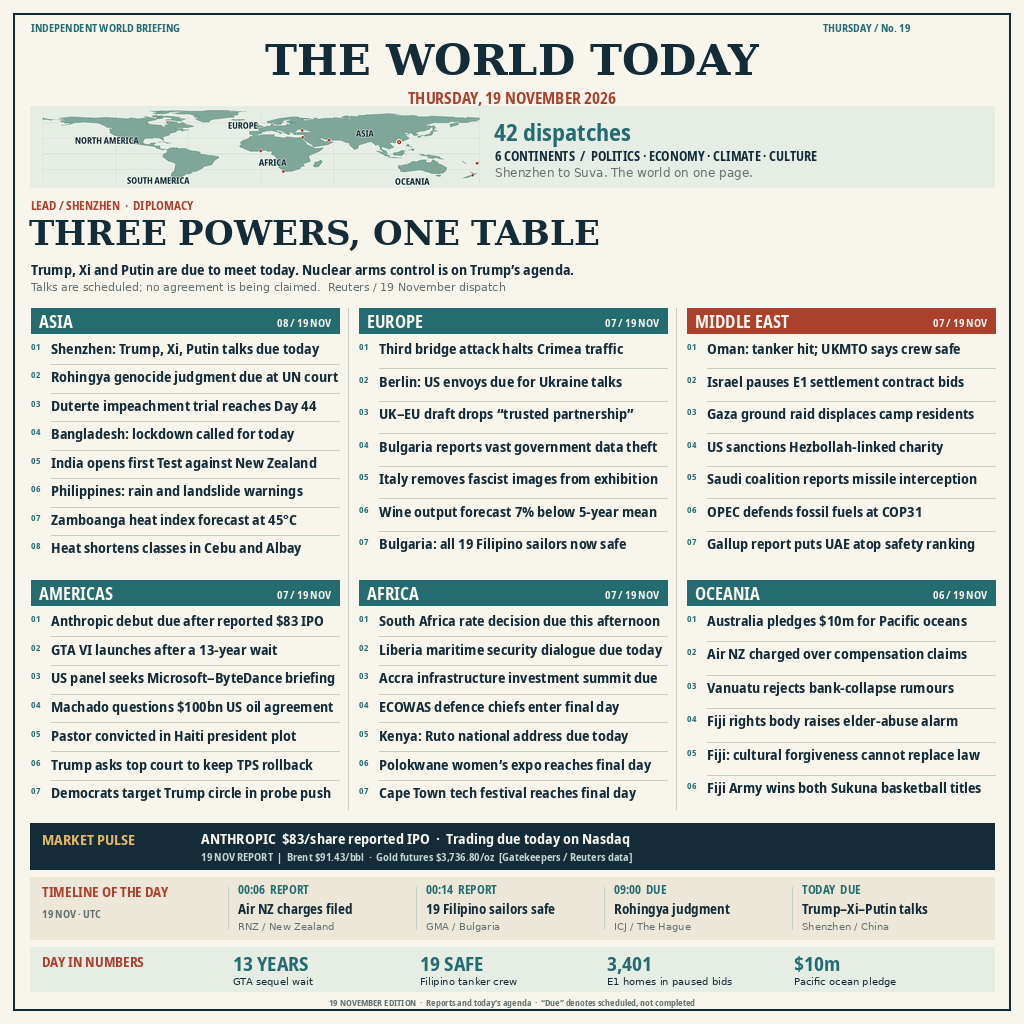 INDEPENDENT WORLD BRIEFING
THURSDAY / No. 19
THE WORLD TODAY
THURSDAY, 19 NOVEMBER 2026
NORTH AMERICA
SOUTH AMERICA
EUROPE
AFRICA
ASIA
OCEANIA
42 dispatches
6 CONTINENTS / POLITICS · ECONOMY · CLIMATE · CULTURE
Shenzhen to Suva. The world on one page.
LEAD / SHENZHEN · DIPLOMACY
THREE POWERS, ONE TABLE
Trump, Xi and Putin are due to meet today. Nuclear arms control is on Trump’s agenda.
Talks are scheduled; no agreement is being claimed. Reuters / 19 November dispatch
ASIA 08 / 19 NOV
01 Shenzhen: Trump, Xi, Putin talks due today
02 Rohingya genocide judgment due at UN court
03 Duterte impeachment trial reaches Day 44
04 Bangladesh: lockdown called for today
05 India opens first Test against New Zealand
06 Philippines: rain and landslide warnings
07 Zamboanga heat index forecast at 45°C
08 Heat shortens classes in Cebu and Albay
EUROPE 07 / 19 NOV
01 Third bridge attack halts Crimea traffic
02 Berlin: US envoys due for Ukraine talks
03 UK–EU draft drops “trusted partnership”
04 Bulgaria reports vast government data theft
05 Italy removes fascist images from exhibition
06 Wine output forecast 7% below 5-year mean
07 Bulgaria: all 19 Filipino sailors now safe
MIDDLE EAST 07 / 19 NOV
01 Oman: tanker hit; UKMTO says crew safe
02 Israel pauses E1 settlement contract bids
03 Gaza ground raid displaces camp residents
04 US sanctions Hezbollah-linked charity
05 Saudi coalition reports missile interception
06 OPEC defends fossil fuels at COP31
07 Gallup report puts UAE atop safety ranking
AMERICAS 07 / 19 NOV
01 Anthropic debut due after reported $83 IPO
02 GTA VI launches after a 13-year wait
03 US panel seeks Microsoft–ByteDance briefing
04 Machado questions $100bn US oil agreement
05 Pastor convicted in Haiti president plot
06 Trump asks top court to keep TPS rollback
07 Democrats target Trump circle in probe push
AFRICA 07 / 19 NOV
01 South Africa rate decision due this afternoon
02 Liberia maritime security dialogue due today
03 Accra infrastructure investment summit due
04 ECOWAS defence chiefs enter final day
05 Kenya: Ruto national address due today
06 Polokwane women’s expo reaches final day
07 Cape Town tech festival reaches final day
OCEANIA 06 / 19 NOV
01 Australia pledges $10m for Pacific oceans
02 Air NZ charged over compensation claims
03 Vanuatu rejects bank-collapse rumours
04 Fiji rights body raises elder-abuse alarm
05 Fiji: cultural forgiveness cannot replace law
06 Fiji Army wins both Sukuna basketball titles
MARKET PULSE
ANTHROPIC $83/share reported IPO · Trading due today on Nasdaq
19 NOV REPORT | Brent $91.43/bbl · Gold futures $3,736.80/oz [Gatekeepers / Reuters data]
TIMELINE OF THE DAY
19 NOV · UTC
00:06 REPORT
Air NZ charges filed
RNZ / New Zealand
00:14 REPORT
19 Filipino sailors safe
GMA / Bulgaria
09:00 DUE
Rohingya judgment
ICJ / The Hague
TODAY DUE
Trump–Xi–Putin talks
Shenzhen / China
DAY IN NUMBERS
13 YEARS
GTA sequel wait
19 SAFE
Filipino tanker crew
3,401
E1 homes in paused bids
$10m
Pacific ocean pledge
19 NOVEMBER EDITION · Reports and today’s agenda · “Due” denotes scheduled, not completed